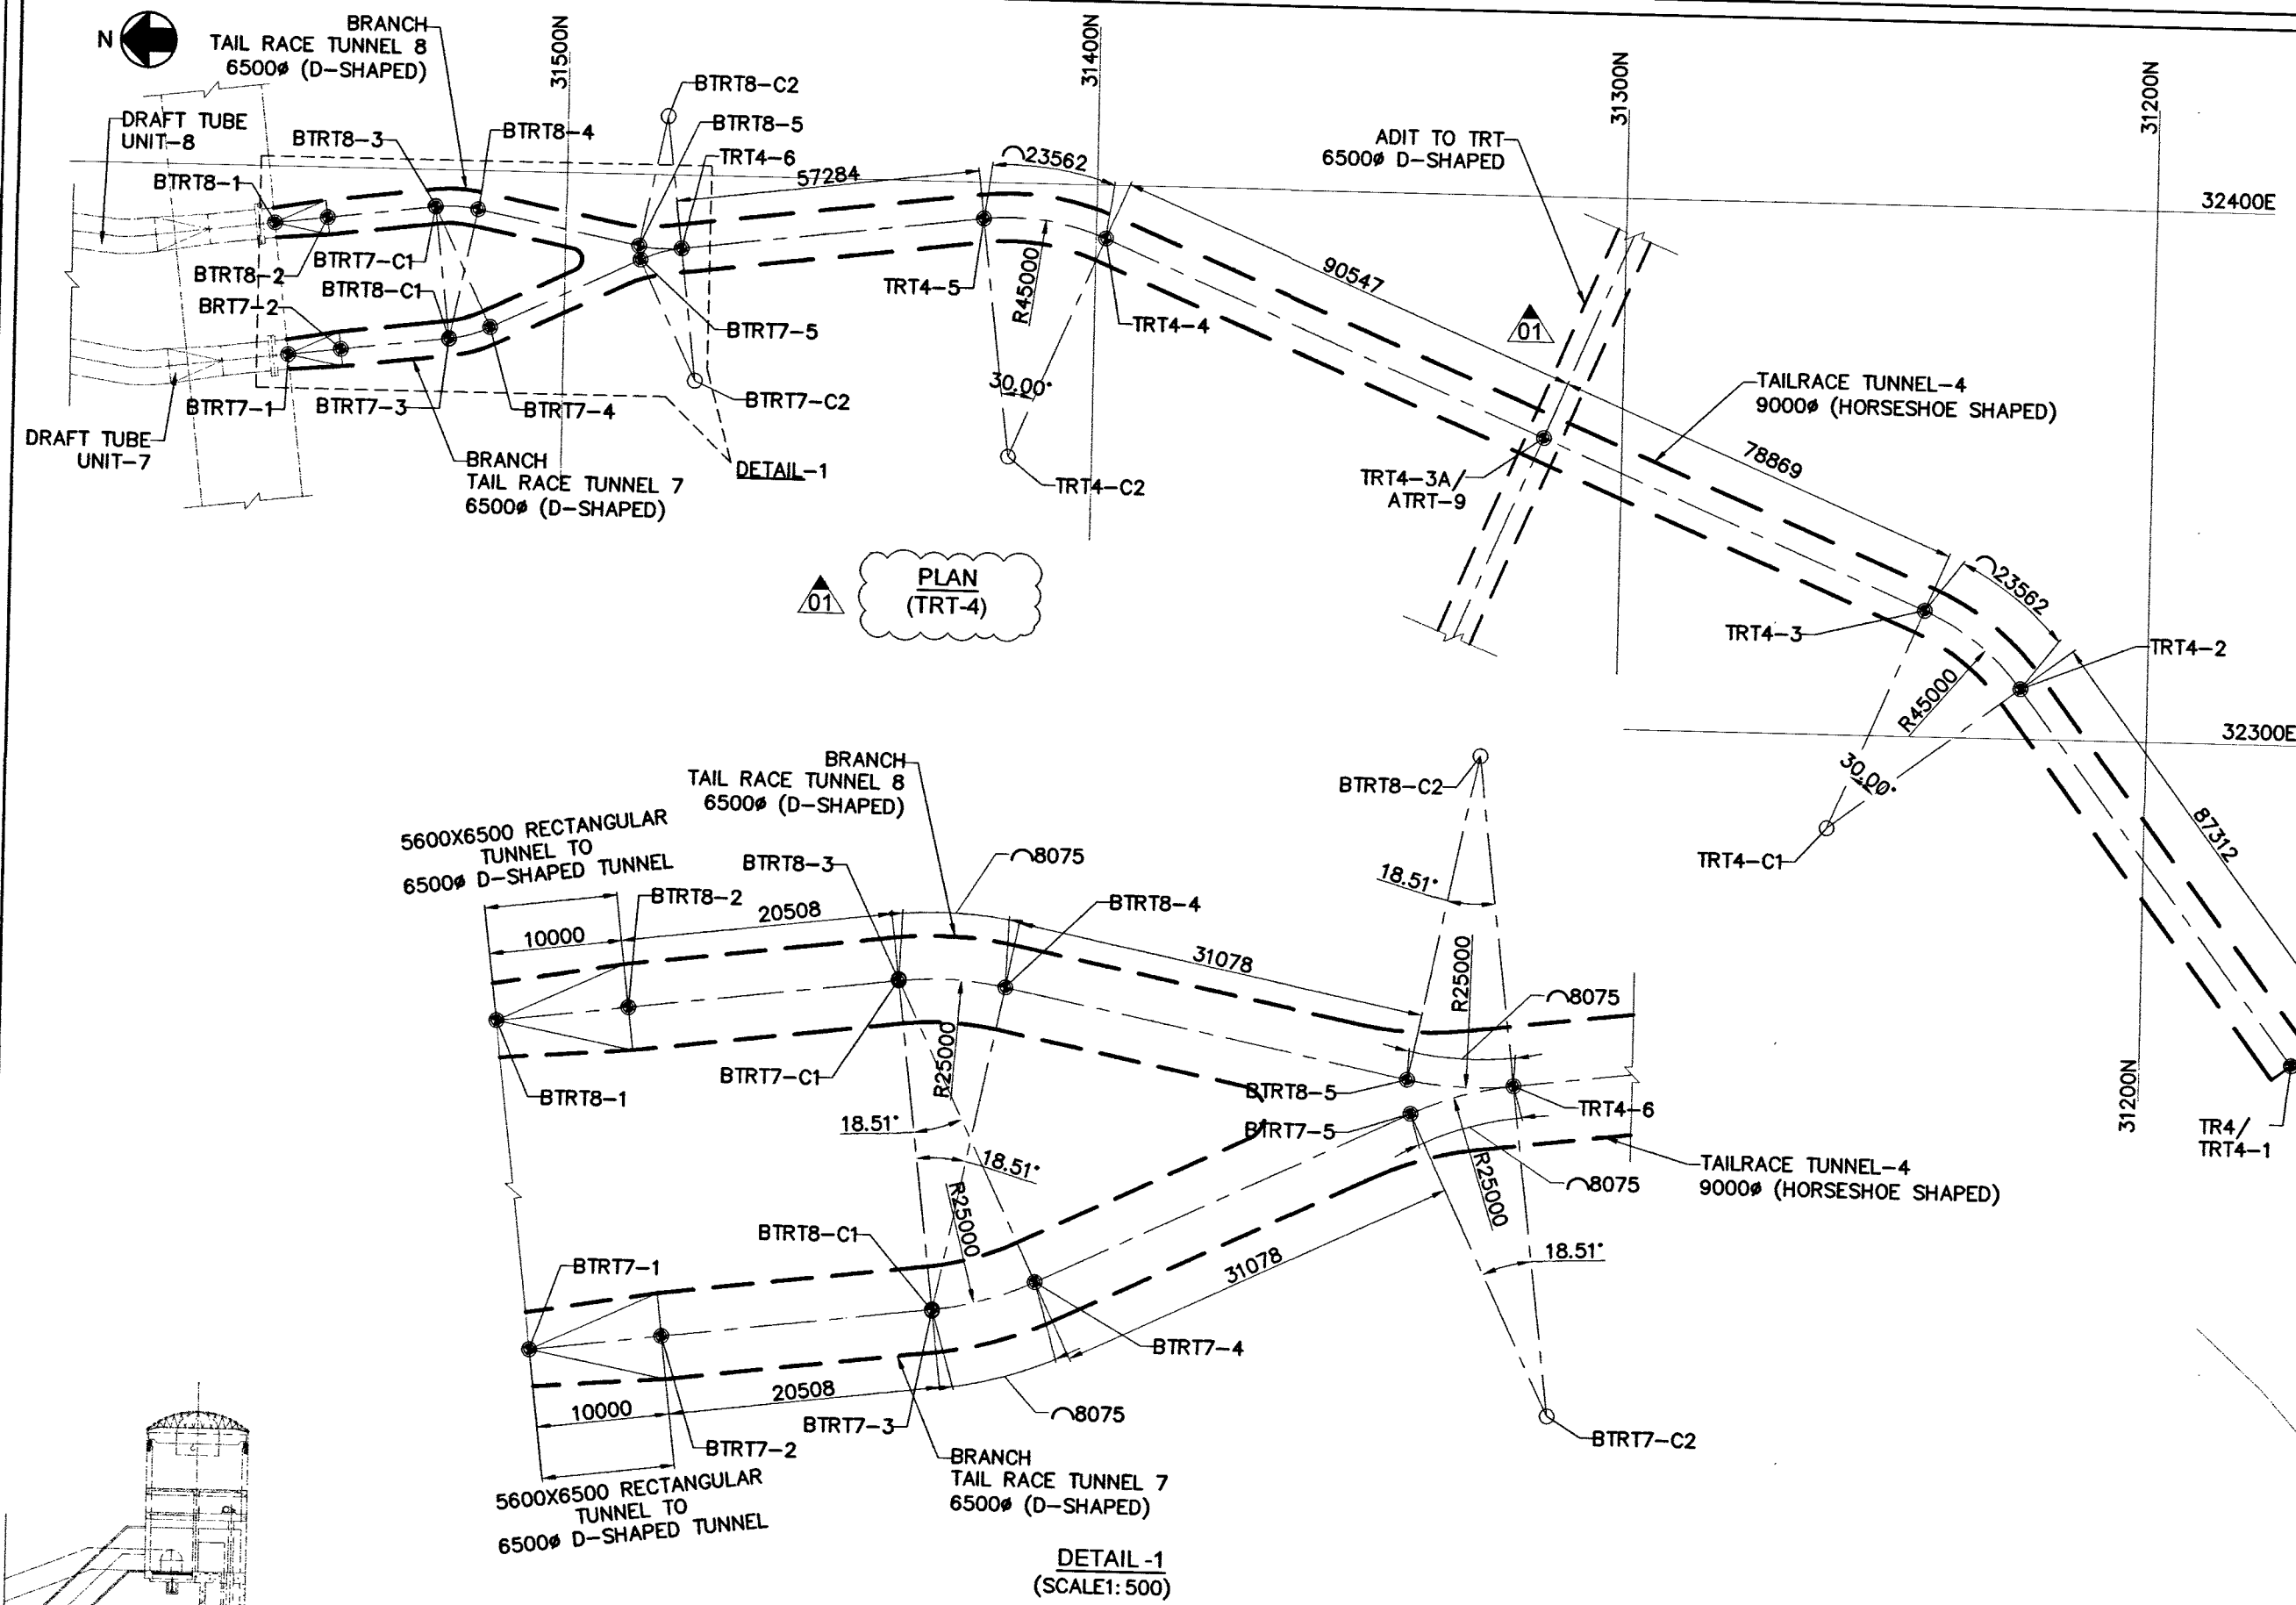 N
BRANCH
TAIL RACE TUNNEL 8
6500ø (D-SHAPED)
31500N
31400N
31300N
31200N
BTRT8-C2
DRAFT TUBE
UNIT-8
BTRT8-3
BTRT8-4
BTRT8-5
TRT4-6
ADIT TO TRT
6500ø D-SHAPED
⌒23562
57284
BTRT8-1
32400E
BTRT8-2
BTRT7-C1
BTRT8-C1
BRT7-2
TRT4-5
R45000
90547
TRT4-4
BTRT7-5
01
30.00°
TAILRACE TUNNEL-4
9000ø (HORSESHOE SHAPED)
BTRT7-1
BTRT7-3
BTRT7-4
BTRT7-C2
DRAFT TUBE
UNIT-7
BRANCH
TAIL RACE TUNNEL 7
6500ø (D-SHAPED)
DETAIL-1
TRT4-C2
TRT4-3A/
ATRT-9
78869
01
PLAN
(TRT-4)
⌒23562
TRT4-3
TRT4-2
R45000
32300E
30.00°
TRT4-C1
87312
31200N
TR4/
TRT4-1
BRANCH
TAIL RACE TUNNEL 8
6500ø (D-SHAPED)
BTRT8-C2
5600X6500 RECTANGULAR
TUNNEL TO
6500ø D-SHAPED TUNNEL
BTRT8-3
⌒8075
18.51°
BTRT8-2
20508
BTRT8-4
10000
31078
R25000
⌒8075
BTRT7-C1
R25000
BTRT8-1
BTRT8-5
TRT4-6
18.51°
BTRT7-5
18.51°
R25000
R25000
TAILRACE TUNNEL-4
9000ø (HORSESHOE SHAPED)
⌒8075
BTRT8-C1
BTRT7-1
31078
18.51°
BTRT7-4
20508
10000
BTRT7-3
⌒8075
BTRT7-2
BTRT7-C2
5600X6500 RECTANGULAR
TUNNEL TO
6500ø D-SHAPED TUNNEL
BRANCH
TAIL RACE TUNNEL 7
6500ø (D-SHAPED)
DETAIL-1
(SCALE1:500)